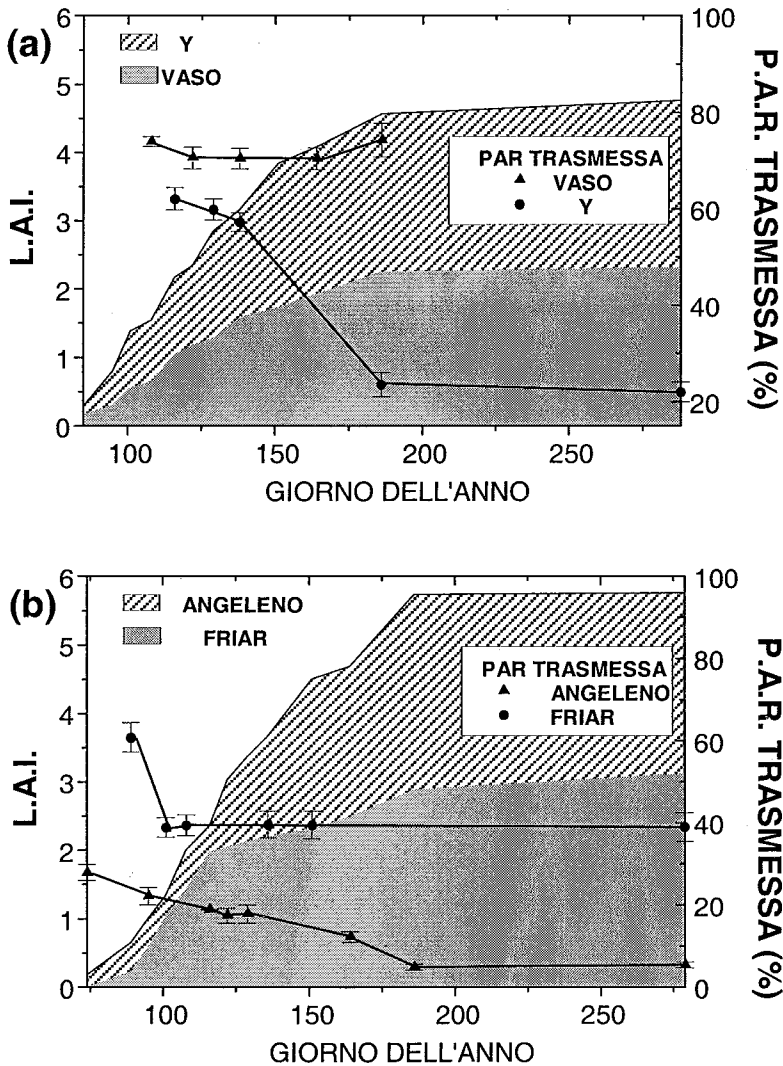 (a)
Y
VASO
PAR TRASMESSA
VASO
Y
L.A.I.
6
5
4
3
2
1
0
P.A.R. TRASMESSA (%)
100
80
60
40
20
100
150
200
250
GIORNO DELL'ANNO
(b)
ANGELENO
FRIAR
PAR TRASMESSA
ANGELENO
FRIAR
L.A.I.
6
5
4
3
2
1
0
P.A.R. TRASMESSA (%)
100
80
60
40
20
0
100
150
200
250
GIORNO DELL'ANNO